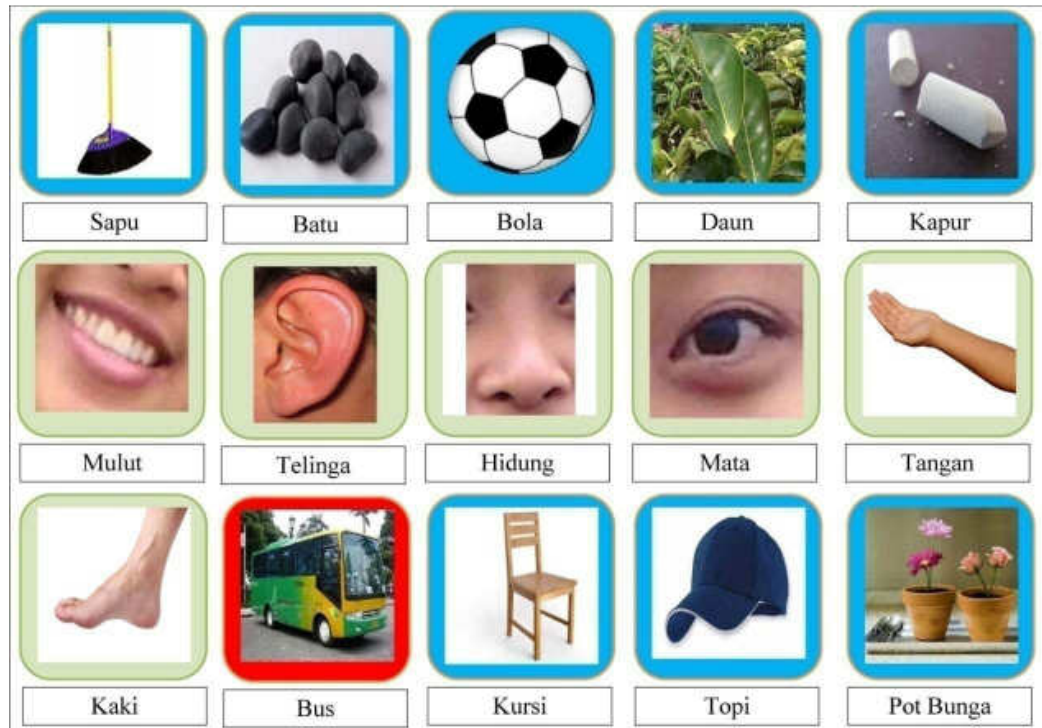 Sapu
Batu
Bola
Daun
Kapur
Mulut
Telinga
Hidung
Mata
Tangan
Kaki
Bus
Kursi
Topi
Pot Bunga